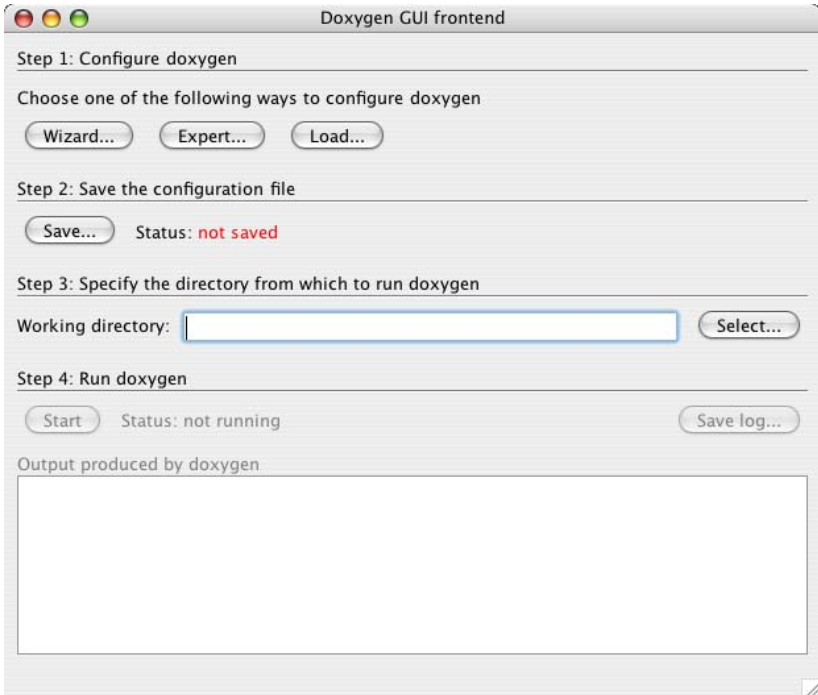 Doxygen GUI frontend
Step 1: Configure doxygen
Choose one of the following ways to configure doxygen
Wizard... Expert... Load...
Step 2: Save the configuration file
Save... Status: not saved
Step 3: Specify the directory from which to run doxygen
Working directory: Select...
Step 4: Run doxygen
Start Status: not running Save log...
Output produced by doxygen